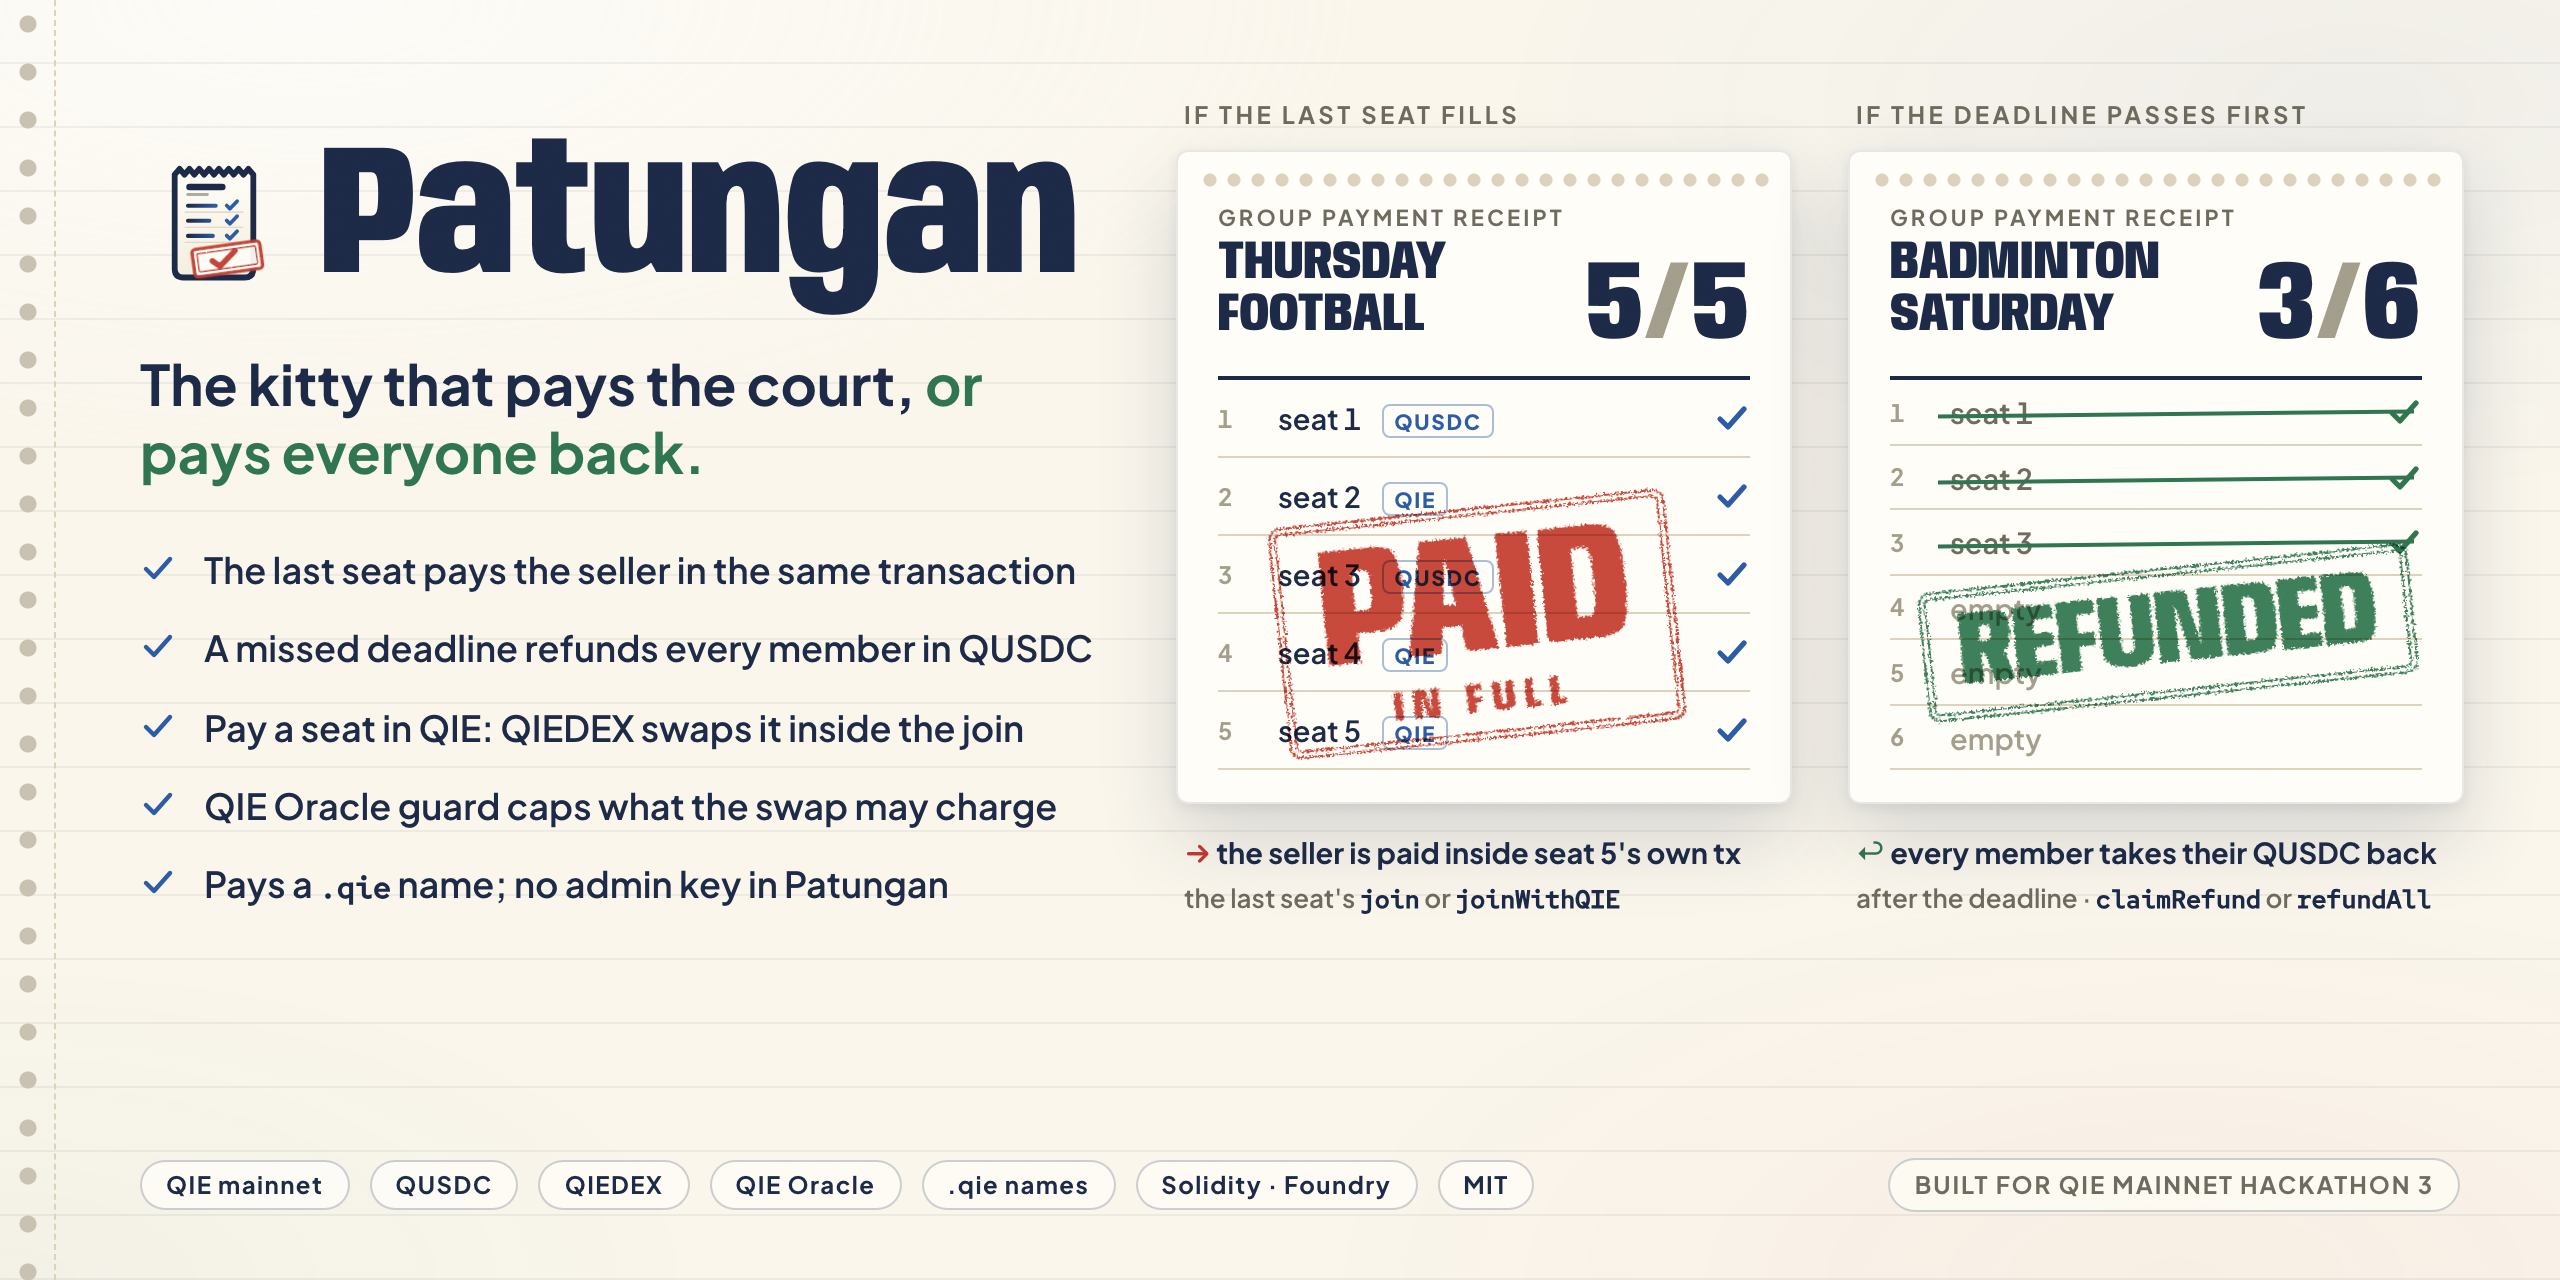 Patungan
The kitty that pays the court, or
pays everyone back.
The last seat pays the seller in the same transaction
A missed deadline refunds every member in QUSDC
Pay a seat in QIE: QIEDEX swaps it inside the join
QIE Oracle guard caps what the swap may charge
Pays a .qie name; no admin key in Patungan
IF THE LAST SEAT FILLS
GROUP PAYMENT RECEIPT
THURSDAY
FOOTBALL
5/5
1 seat 1 QUSDC
2 seat 2 QIE
3 seat 3 QUSDC
4 seat 4 QIE
5 seat 5 QIE
PAID
IN FULL
→ the seller is paid inside seat 5's own tx
the last seat's join or joinWithQIE
IF THE DEADLINE PASSES FIRST
GROUP PAYMENT RECEIPT
BADMINTON
SATURDAY
3/6
1 seat 1
2 seat 2
3 seat 3
4 empty
5 empty
6 empty
REFUNDED
↩ every member takes their QUSDC back
after the deadline · claimRefund or refundAll
QIE mainnet
QUSDC
QIEDEX
QIE Oracle
.qie names
Solidity · Foundry
MIT
BUILT FOR QIE MAINNET HACKATHON 3